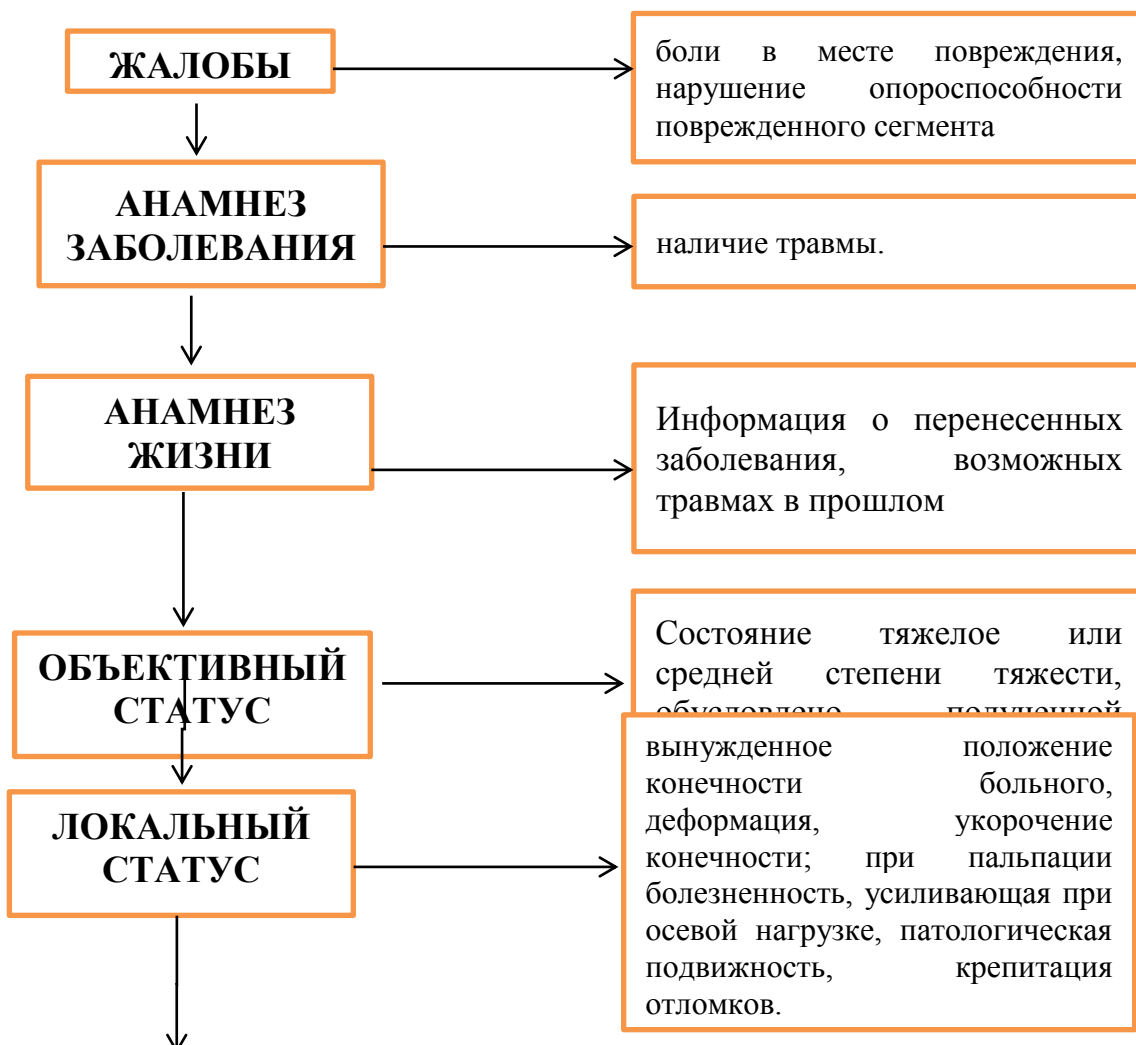 ЖАЛОБЫ
боли в месте повреждения,
нарушение опороспособности
поврежденного сегмента
АНАМНЕЗ
ЗАБОЛЕВАНИЯ
наличие травмы.
АНАМНЕЗ
ЖИЗНИ
Информация о перенесенных
заболевания, возможных
травмах в прошлом
ОБЪЕКТИВНЫЙ
СТАТУС
Состояние тяжелое или
средней степени тяжести,
обусловлено полученной
ЛОКАЛЬНЫЙ
СТАТУС
вынужденное положение
конечности больного,
деформация, укорочение
конечности; при пальпации
болезненность, усиливающая при
осевой нагрузке, патологическая
подвижность, крепитация
отломков.